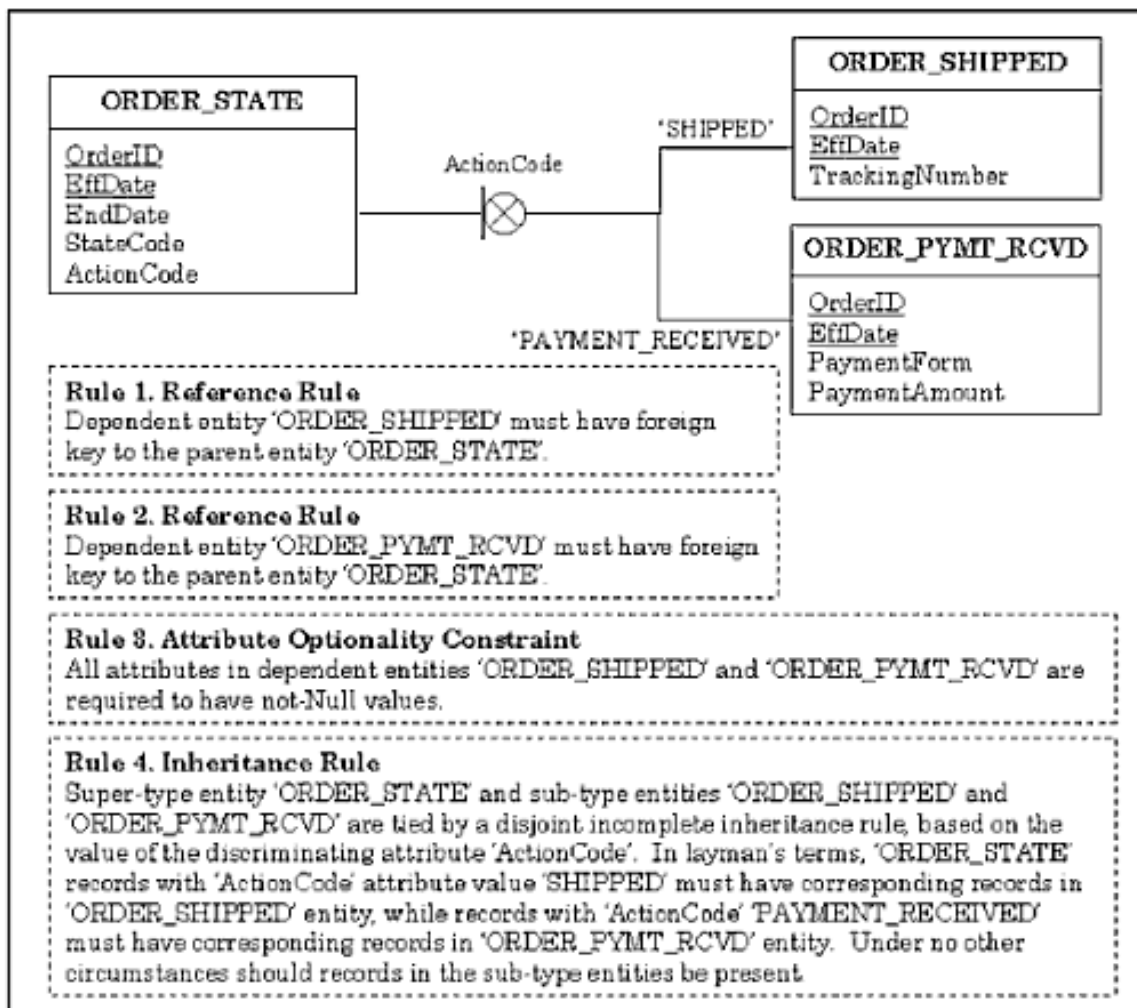 ORDER_STATE
OrderID
EffDate
EndDate
StateCode
ActionCode
ActionCode
'SHIPPED'
'PAYMENT_RECEIVED'
ORDER_SHIPPED
OrderID
EffDate
TrackingNumber
ORDER_PYMT_RCVD
OrderID
EffDate
PaymentForm
PaymentAmount
Rule 1. Reference Rule
Dependent entity 'ORDER_SHIPPED' must have foreign
key to the parent entity 'ORDER_STATE'.
Rule 2. Reference Rule
Dependent entity 'ORDER_PYMT_RCVD' must have foreign
key to the parent entity 'ORDER_STATE'.
Rule 3. Attribute Optionality Constraint
All attributes in dependent entities 'ORDER_SHIPPED' and 'ORDER_PYMT_RCVD' are
required to have not-Null values.
Rule 4. Inheritance Rule
Super-type entity 'ORDER_STATE' and sub-type entities 'ORDER_SHIPPED' and
'ORDER_PYMT_RCVD' are tied by a disjoint incomplete inheritance rule, based on the
value of the discriminating attribute 'ActionCode'. In layman's terms, 'ORDER_STATE'
records with 'ActionCode' attribute value 'SHIPPED' must have corresponding records in
'ORDER_SHIPPED' entity, while records with 'ActionCode' 'PAYMENT_RECEIVED'
must have corresponding records in 'ORDER_PYMT_RCVD' entity. Under no other
circumstances should records in the sub-type entities be present.